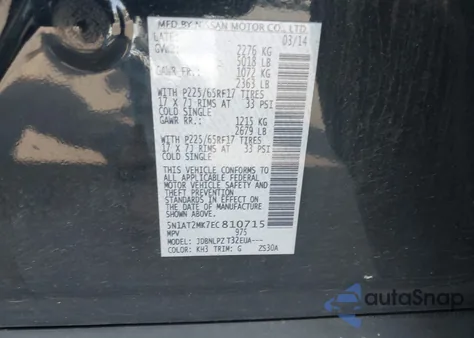 MFD BY NISSAN MOTOR CO., LTD.
DATE: 03/14
GVWR: 2276 KG
5018 LB
GAWR FR: 1072 KG
2363 LB
WITH P225/65RF17 TIRES
17 X 7J RIMS AT 33 PSI
COLD SINGLE
GAWR RR.: 1215 KG
2679 LB
WITH P225/65RF17 TIRES
17 X 7J RIMS AT 33 PSI
COLD SINGLE
THIS VEHICLE CONFORMS TO ALL
APPLICABLE FEDERAL
MOTOR VEHICLE SAFETY AND
THEFT PREVENTION STANDARDS IN
EFFECT ON THE DATE OF
MANUFACTURE SHOWN ABOVE.
5N1AT2MK7EC810715
MPV 975
MODEL: JDBNLPZ T32EUA---
COLOR: KH3 TRIM: G ZS30A
autoSnap